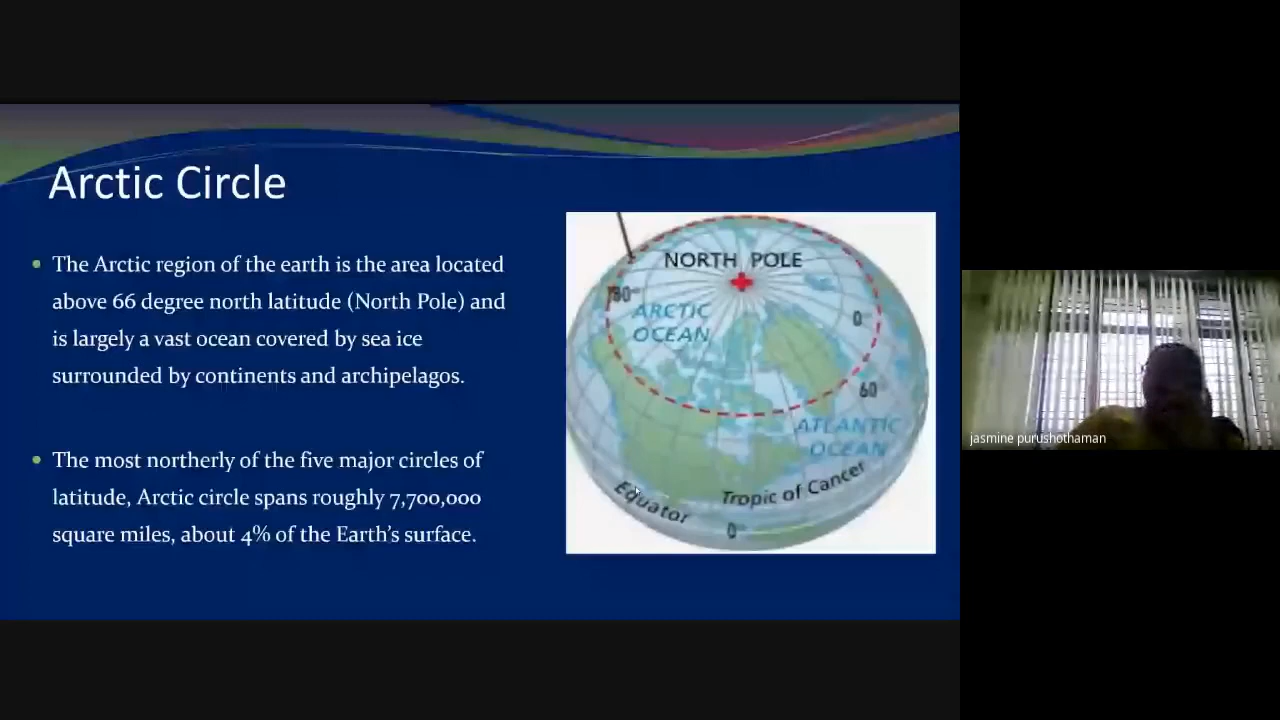 Arctic Circle
The Arctic region of the earth is the area located
above 66 degree north latitude (North Pole) and
is largely a vast ocean covered by sea ice
surrounded by continents and archipelagos.
The most northerly of the five major circles of
latitude, Arctic circle spans roughly 7,700,000
square miles, about 4% of the Earth's surface.
NORTH POLE
ARCTIC
OCEAN
0
60°
ATLANTIC
OCEAN
Tropic of Cancer
Equator
0°
jasmine purushothaman